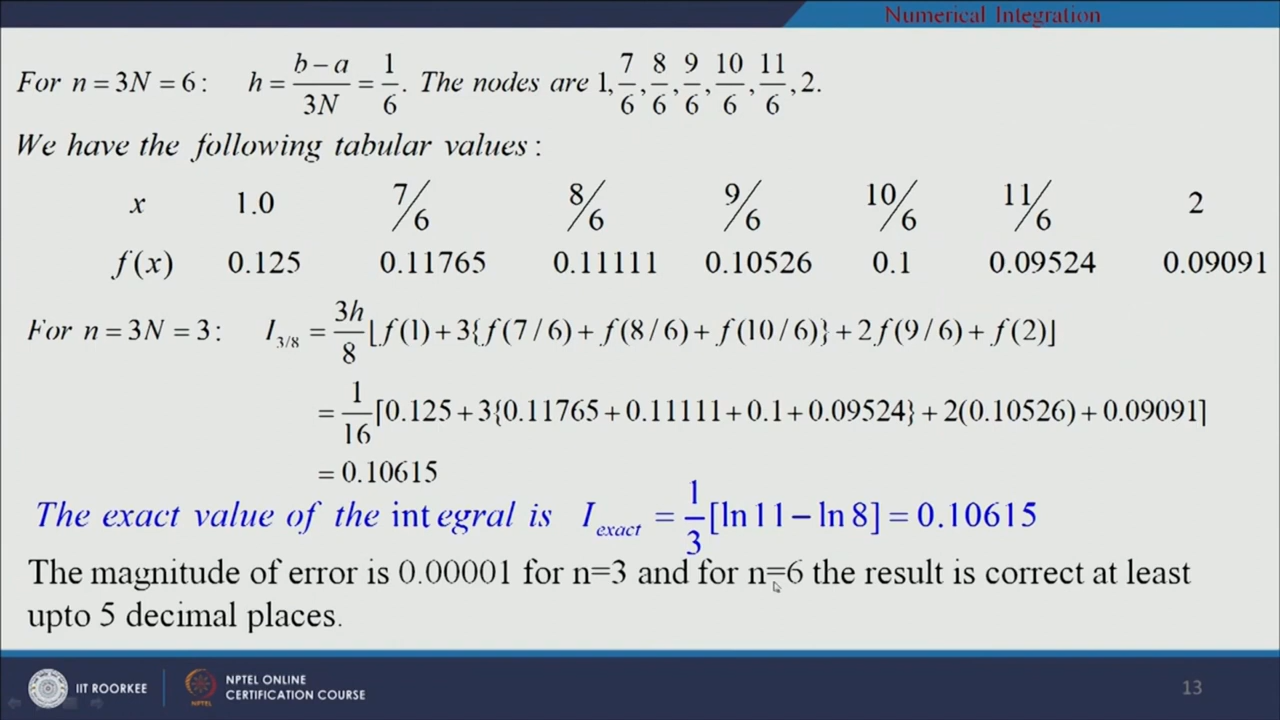 Numerical Integration
For n = 3N = 6 : h = (b − a)/(3N) = 1/6 . The nodes are 1, 7/6, 8/6, 9/6, 10/6, 11/6, 2.
We have the following tabular values :
x 1.0 7/6 8/6 9/6 10/6 11/6 2
f(x) 0.125 0.11765 0.11111 0.10526 0.1 0.09524 0.09091
For n = 3N = 3 : I_{3/8} = 3h/8 [f(1) + 3{f(7/6) + f(8/6) + f(10/6)} + 2f(9/6) + f(2)]
= 1/16 [0.125 + 3{0.11765 + 0.11111 + 0.1 + 0.09524} + 2(0.10526) + 0.09091]
= 0.10615
The exact value of the integral is I_{exact} = 1/3 [ln 11 − ln 8] = 0.10615
The magnitude of error is 0.00001 for n=3 and for n=6 the result is correct at least
upto 5 decimal places.
IIT ROORKEE
NPTEL
NPTEL ONLINE
CERTIFICATION COURSE
13